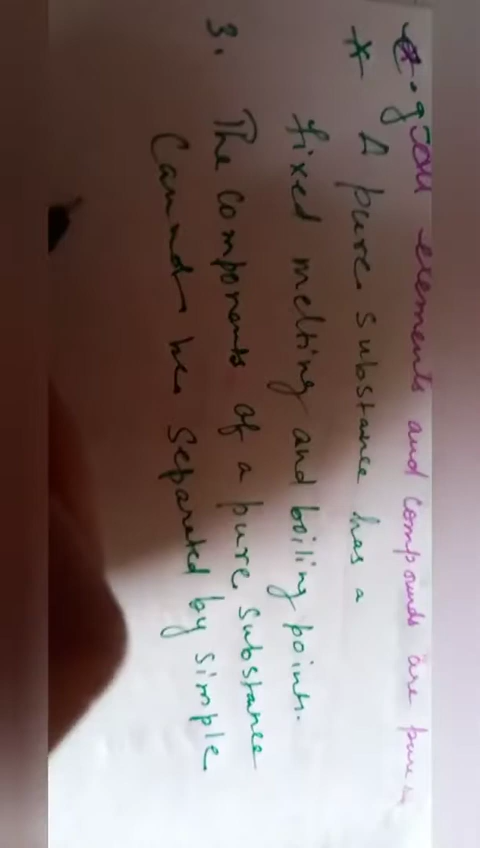 elements and compounds are pure
* A pure substance has a
fixed melting and boiling point.
3. The components of a pure substance
Cannot be separated by simple